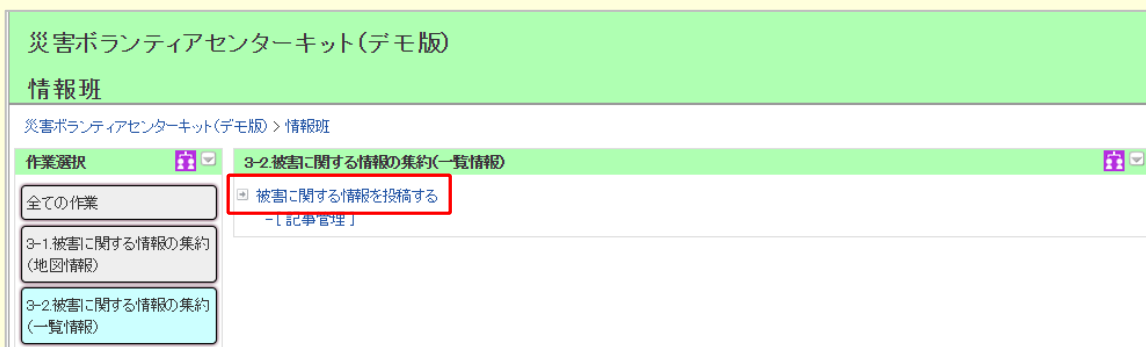 災害ボランティアセンターキット(デモ版)
情報班
災害ボランティアセンターキット(デモ版) > 情報班
作業選択
全ての作業
3-1.被害に関する情報の集約
(地図情報)
3-2.被害に関する情報の集約
(一覧情報)
3-2.被害に関する情報の集約(一覧情報)
被害に関する情報を投稿する
-[ 記事管理 ]